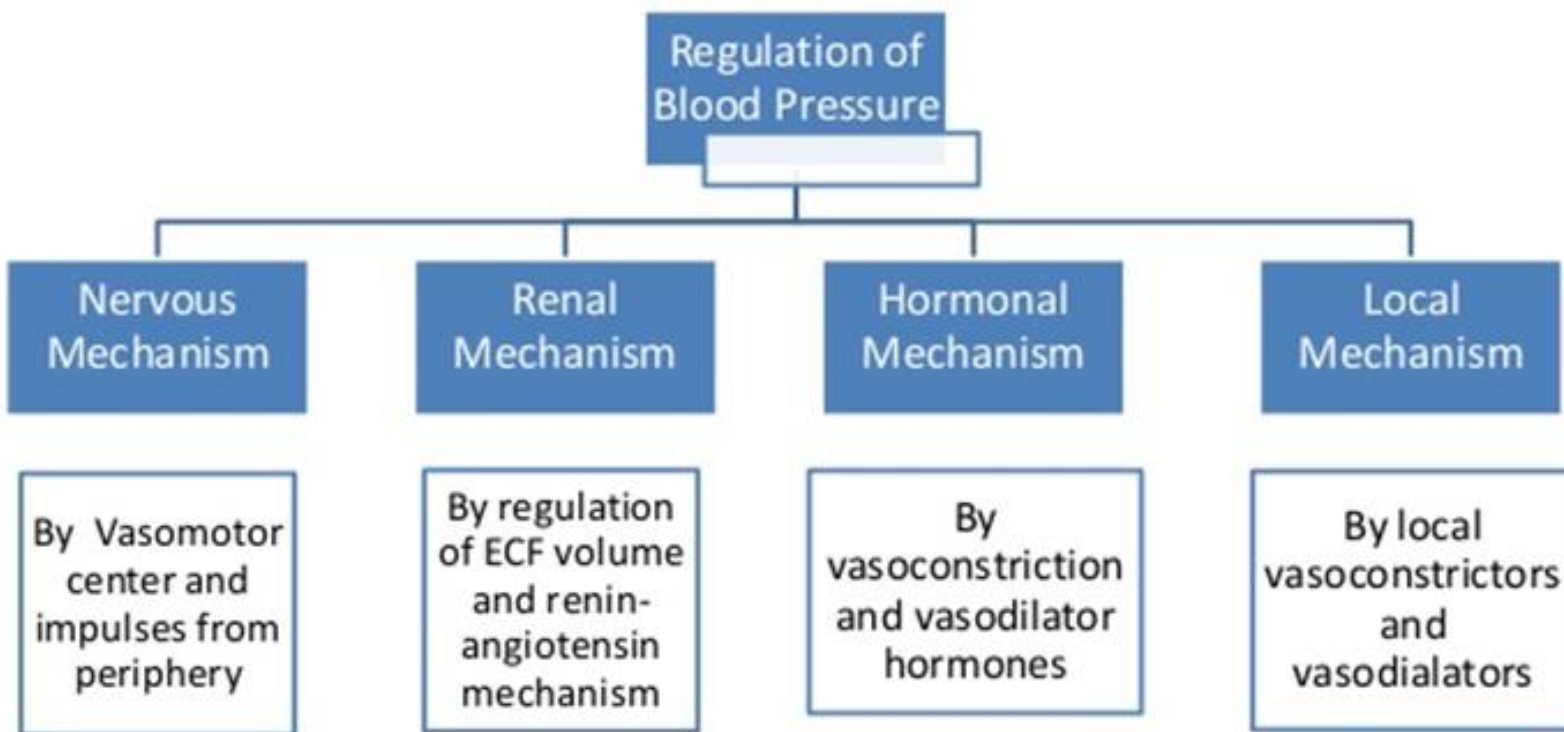 Regulation of
Blood Pressure
Nervous
Mechanism
Renal
Mechanism
Hormonal
Mechanism
Local
Mechanism
By Vasomotor
center and
impulses from
periphery
By regulation
of ECF volume
and renin-
angiotensin
mechanism
By
vasoconstriction
and vasodilator
hormones
By local
vasoconstrictors
and
vasodialators